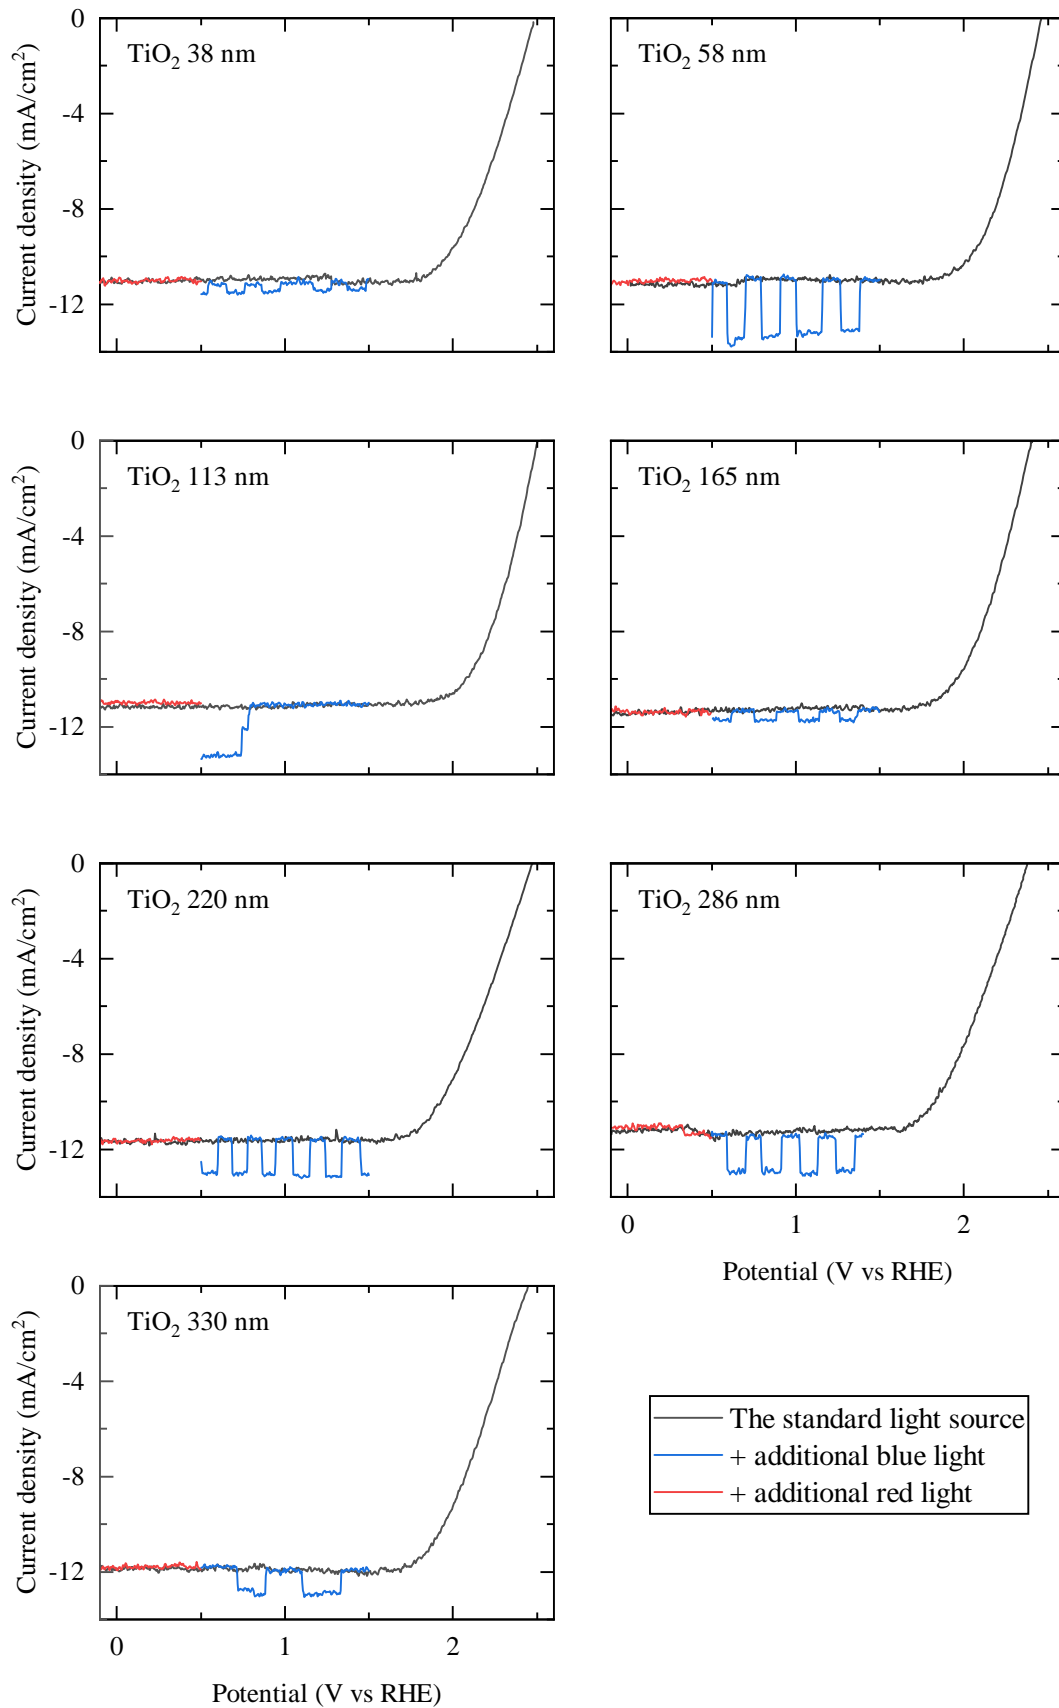 TiO₂ 38 nm
Current density (mA/cm²)
0
-4
-8
-12
TiO₂ 58 nm
TiO₂ 113 nm
Current density (mA/cm²)
0
-4
-8
-12
TiO₂ 165 nm
TiO₂ 220 nm
Current density (mA/cm²)
0
-4
-8
-12
TiO₂ 286 nm
0 1 2
Potential (V vs RHE)
TiO₂ 330 nm
Current density (mA/cm²)
0
-4
-8
-12
0 1 2
Potential (V vs RHE)
The standard light source
+ additional blue light
+ additional red light